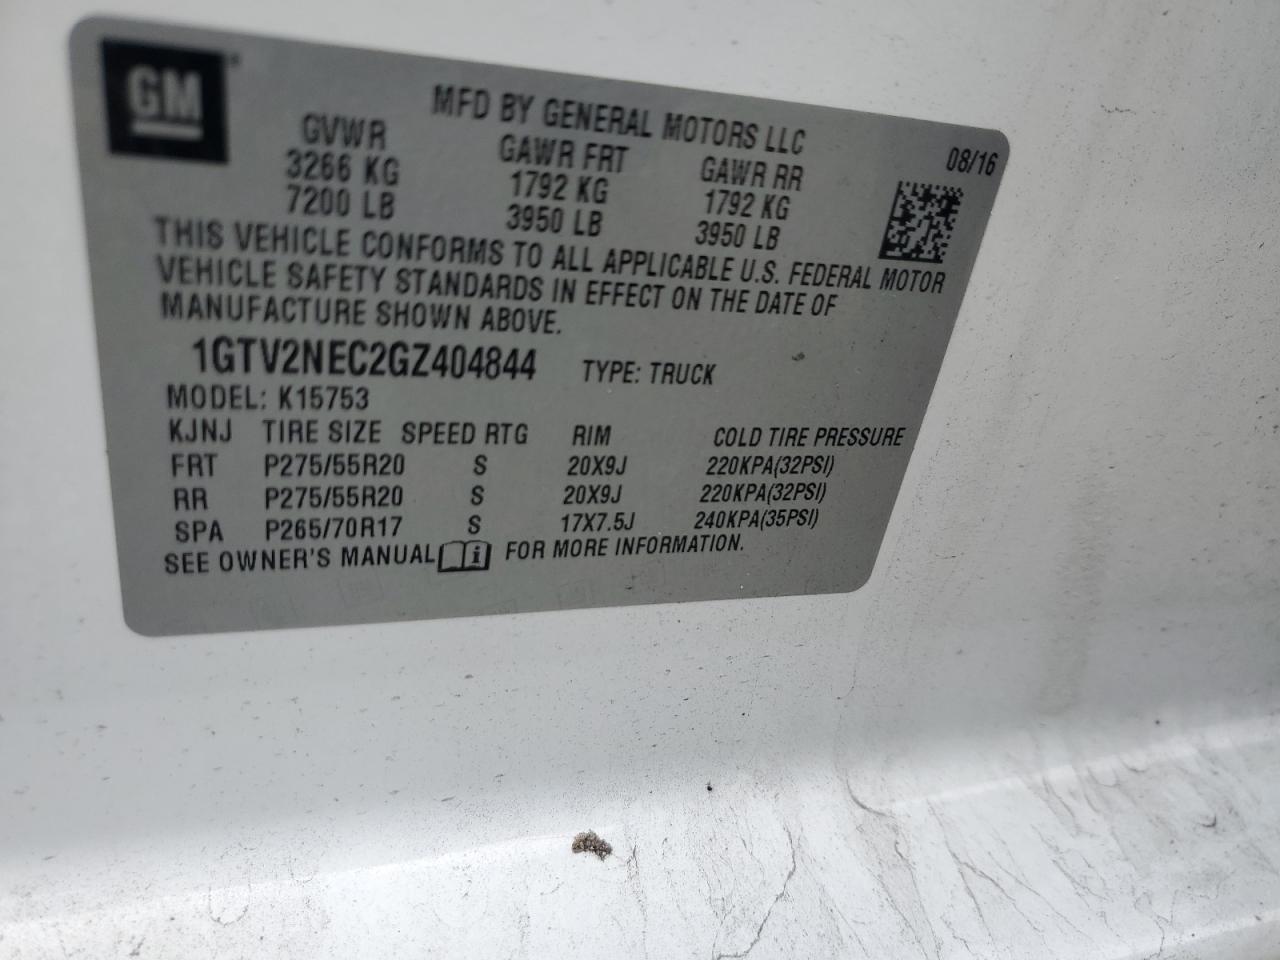 GM
MFD BY GENERAL MOTORS LLC
08/16
GVWR GAWR FRT GAWR RR
3266 KG 1792 KG 1792 KG
7200 LB 3950 LB 3950 LB
THIS VEHICLE CONFORMS TO ALL APPLICABLE U.S. FEDERAL MOTOR
VEHICLE SAFETY STANDARDS IN EFFECT ON THE DATE OF
MANUFACTURE SHOWN ABOVE.
1GTV2NEC2GZ404844 TYPE: TRUCK
MODEL: K15753
KJNJ TIRE SIZE SPEED RTG RIM COLD TIRE PRESSURE
FRT P275/55R20 S 20X9J 220KPA(32PSI)
RR P275/55R20 S 20X9J 220KPA(32PSI)
SPA P265/70R17 S 17X7.5J 240KPA(35PSI)
SEE OWNER'S MANUAL i FOR MORE INFORMATION.